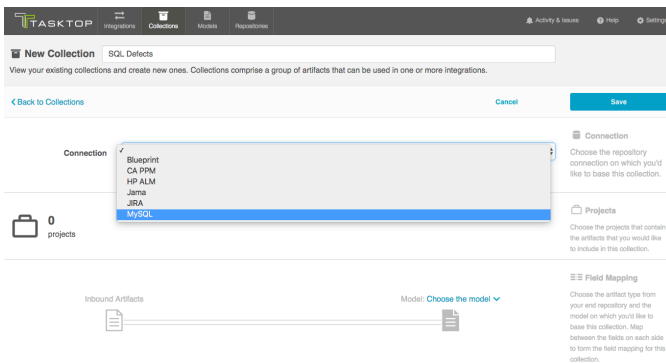 TASKTOP
Integrations
Collections
Models
Repositories
Activity & Issues
Help
Settings
New Collection
SQL Defects
View your existing collections and create new ones. Collections comprise a group of artifacts that can be used in one or more integrations.
Back to Collections
Cancel
Save
Connection
Blueprint
CA PPM
HP ALM
Jama
JIRA
MySQL
Connection
Choose the repository
connection on which you'd
like to base this collection.
0
projects
Projects
Choose the projects that contain
the artifacts that you would like
to include in this collection.
Inbound Artifacts
Model: Choose the model
Field Mapping
Choose the artifact type from
your end repository and the
model on which you'd like to
base this collection. Map
between the fields on each side
to form the field mapping for this
collection.